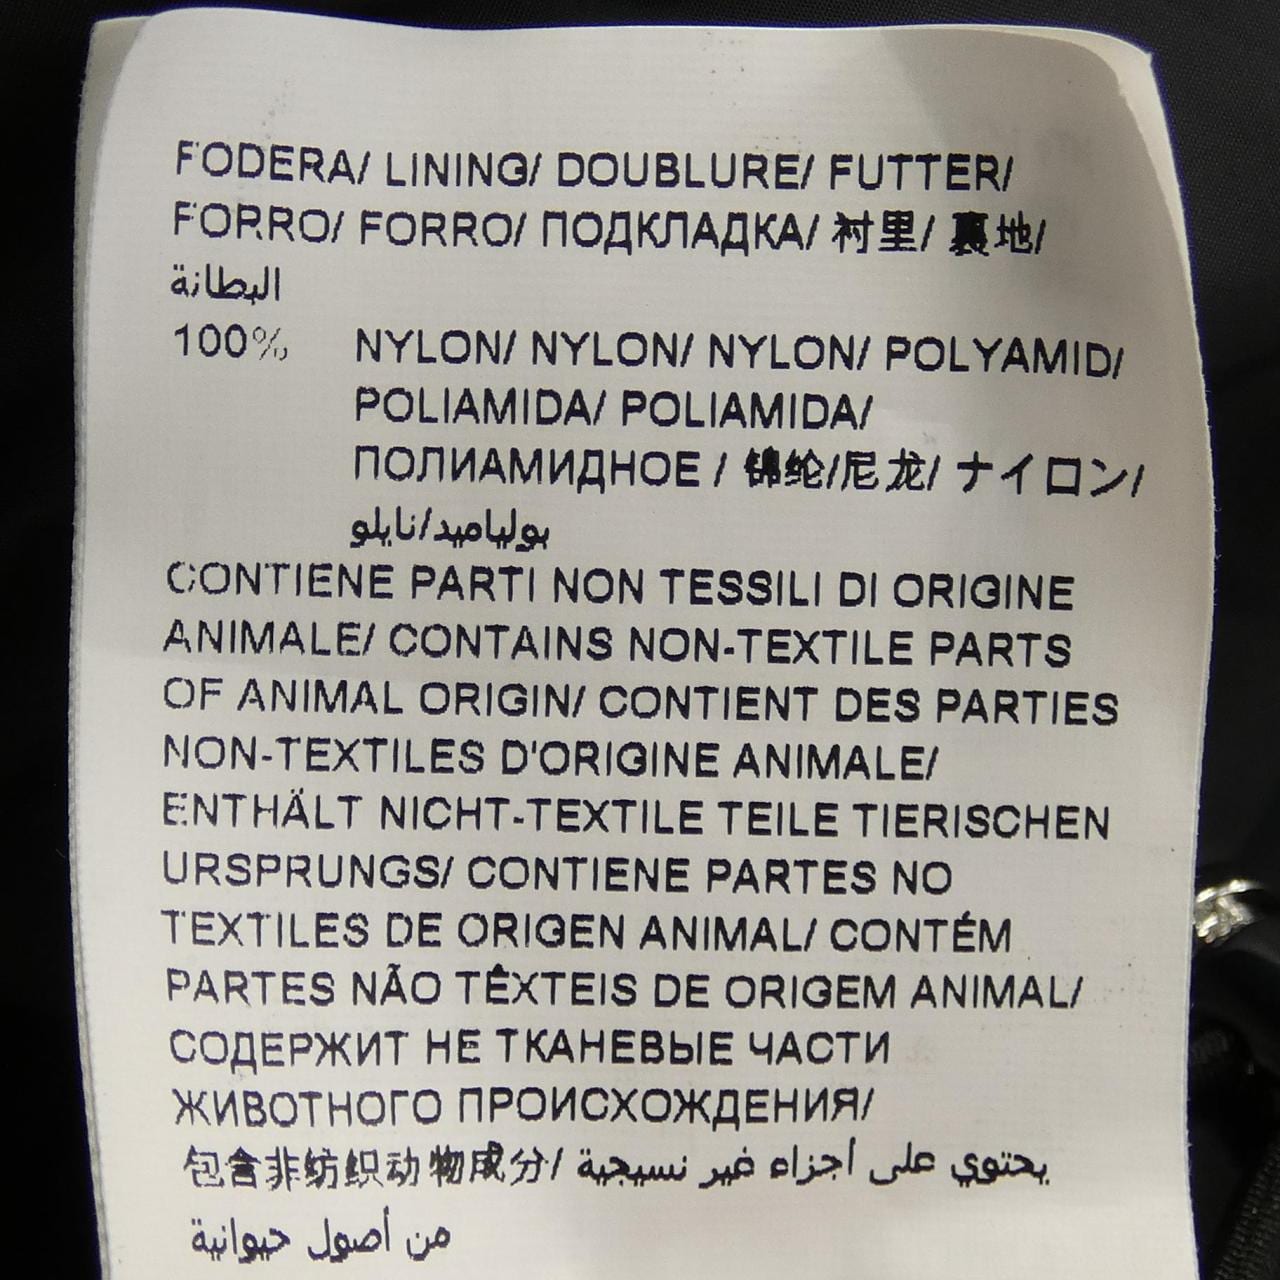 FODERA/ LINING/ DOUBLURE/ FUTTER/
FORRO/ FORRO/ ПОДКЛАДКА/ 衬里/ 裏地/
البطانة
100% NYLON/ NYLON/ NYLON/ POLYAMID/
POLIAMIDA/ POLIAMIDA/
ПОЛИАМИДНОЕ / 锦纶/尼龙/ ナイロン/
بولياميد/نايلو
CONTIENE PARTI NON TESSILI DI ORIGINE
ANIMALE/ CONTAINS NON-TEXTILE PARTS
OF ANIMAL ORIGIN/ CONTIENT DES PARTIES
NON-TEXTILES D'ORIGINE ANIMALE/
ENTHÄLT NICHT-TEXTILE TEILE TIERISCHEN
URSPRUNGS/ CONTIENE PARTES NO
TEXTILES DE ORIGEN ANIMAL/ CONTÉM
PARTES NÃO TÊXTEIS DE ORIGEM ANIMAL/
СОДЕРЖИТ НЕ ТКАНЕВЫЕ ЧАСТИ
ЖИВОТНОГО ПРОИСХОЖДЕНИЯ/
包含非纺织动物成分/ يحتوي على أجزاء غير نسيجية
من أصول حيوانية